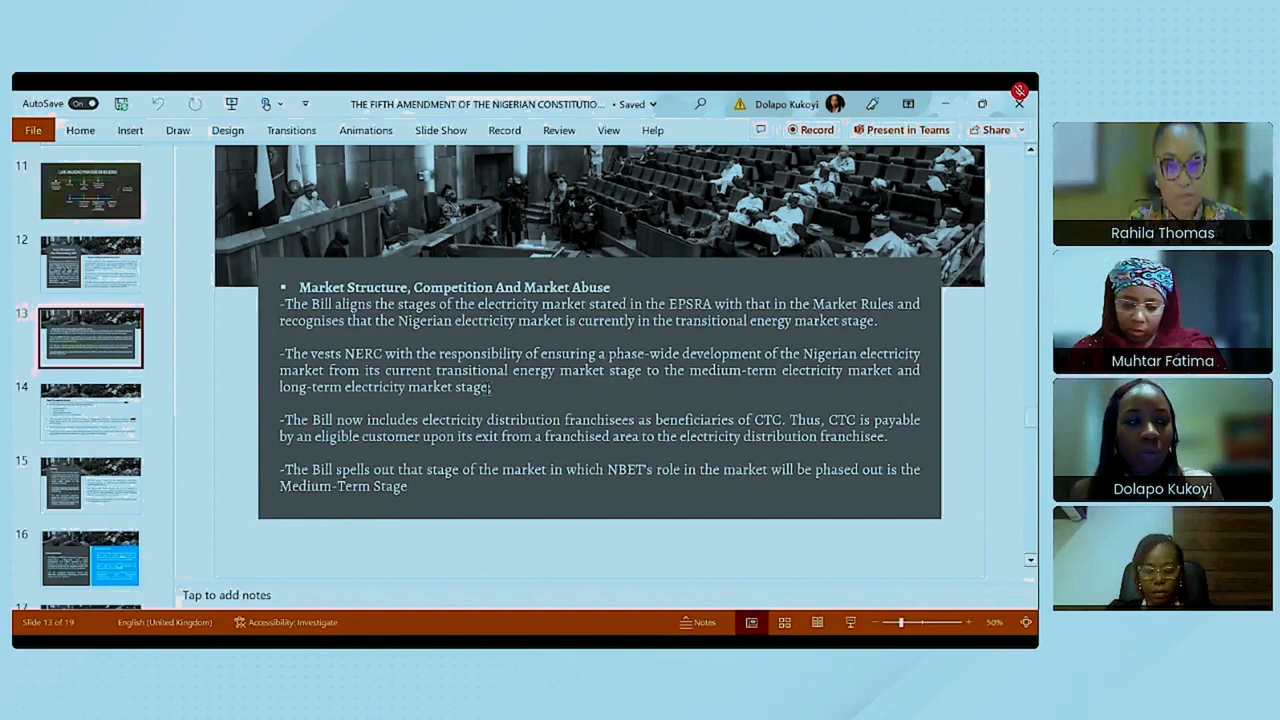 AutoSave On
THE FIFTH AMENDMENT OF THE NIGERIAN CONSTITUTIO... • Saved
Dolapo Kukoyi
File Home Insert Draw Design Transitions Animations Slide Show Record Review View Help
Record Present in Teams Share
11
12
13
14
15
16
17
Market Structure, Competition And Market Abuse
-The Bill aligns the stages of the electricity market stated in the EPSRA with that in the Market Rules and
recognises that the Nigerian electricity market is currently in the transitional energy market stage.
-The vests NERC with the responsibility of ensuring a phase-wide development of the Nigerian electricity
market from its current transitional energy market stage to the medium-term electricity market and
long-term electricity market stage;
-The Bill now includes electricity distribution franchisees as beneficiaries of CTC. Thus, CTC is payable
by an eligible customer upon its exit from a franchised area to the electricity distribution franchisee.
-The Bill spells out that stage of the market in which NBET's role in the market will be phased out is the
Medium-Term Stage
Tap to add notes
Slide 13 of 19 English (United Kingdom) Accessibility: Investigate Notes 50%
Rahila Thomas
Muhtar Fatima
Dolapo Kukoyi